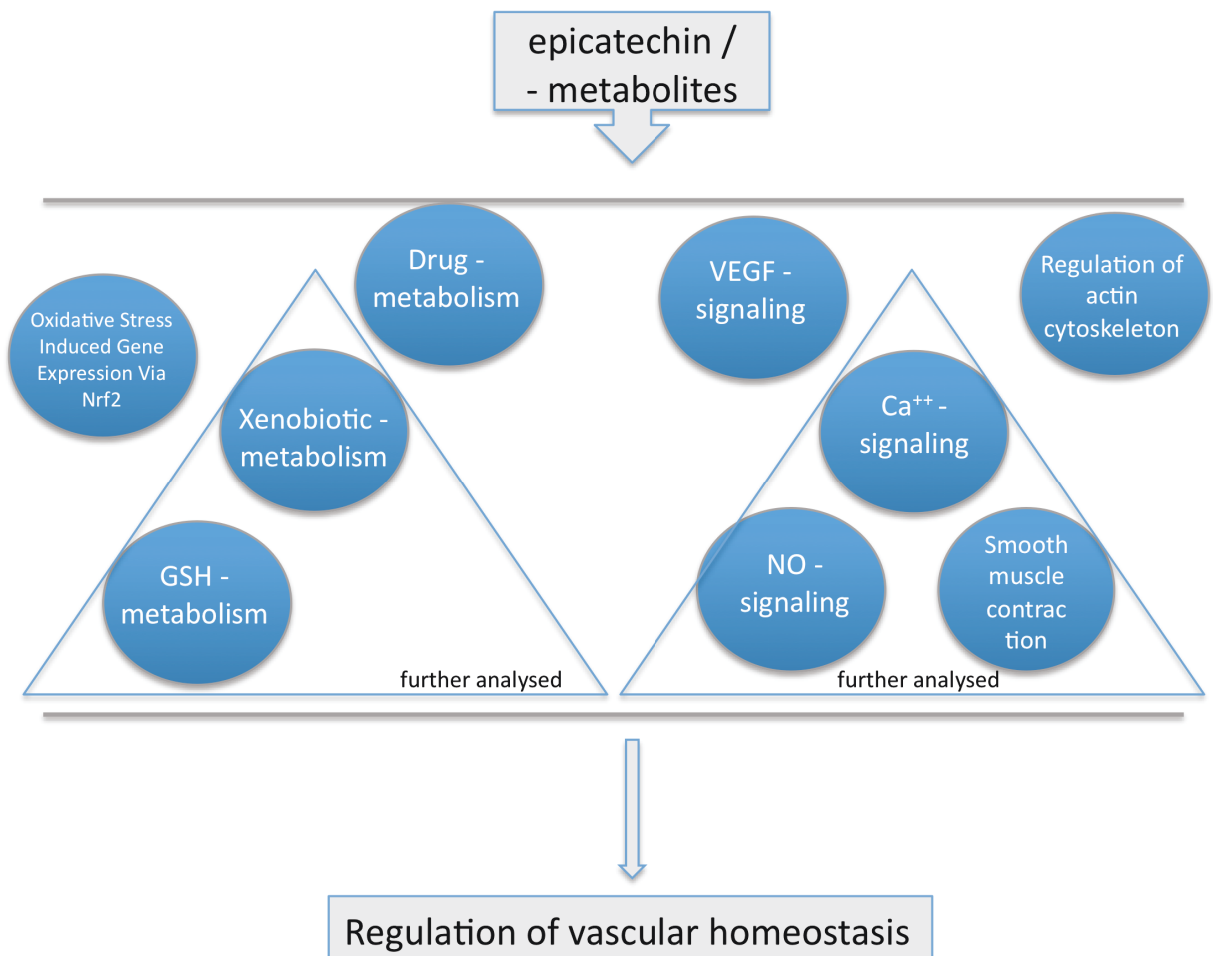 epicatechin /
- metabolites
Drug -
metabolism
Oxidative Stress
Induced Gene
Expression Via
Nrf2
Xenobiotic -
metabolism
GSH -
metabolism
further analysed
VEGF -
signaling
Regulation of
actin
cytoskeleton
Ca⁺⁺ -
signaling
NO -
signaling
Smooth
muscle
contrac
tion
further analysed
Regulation of vascular homeostasis